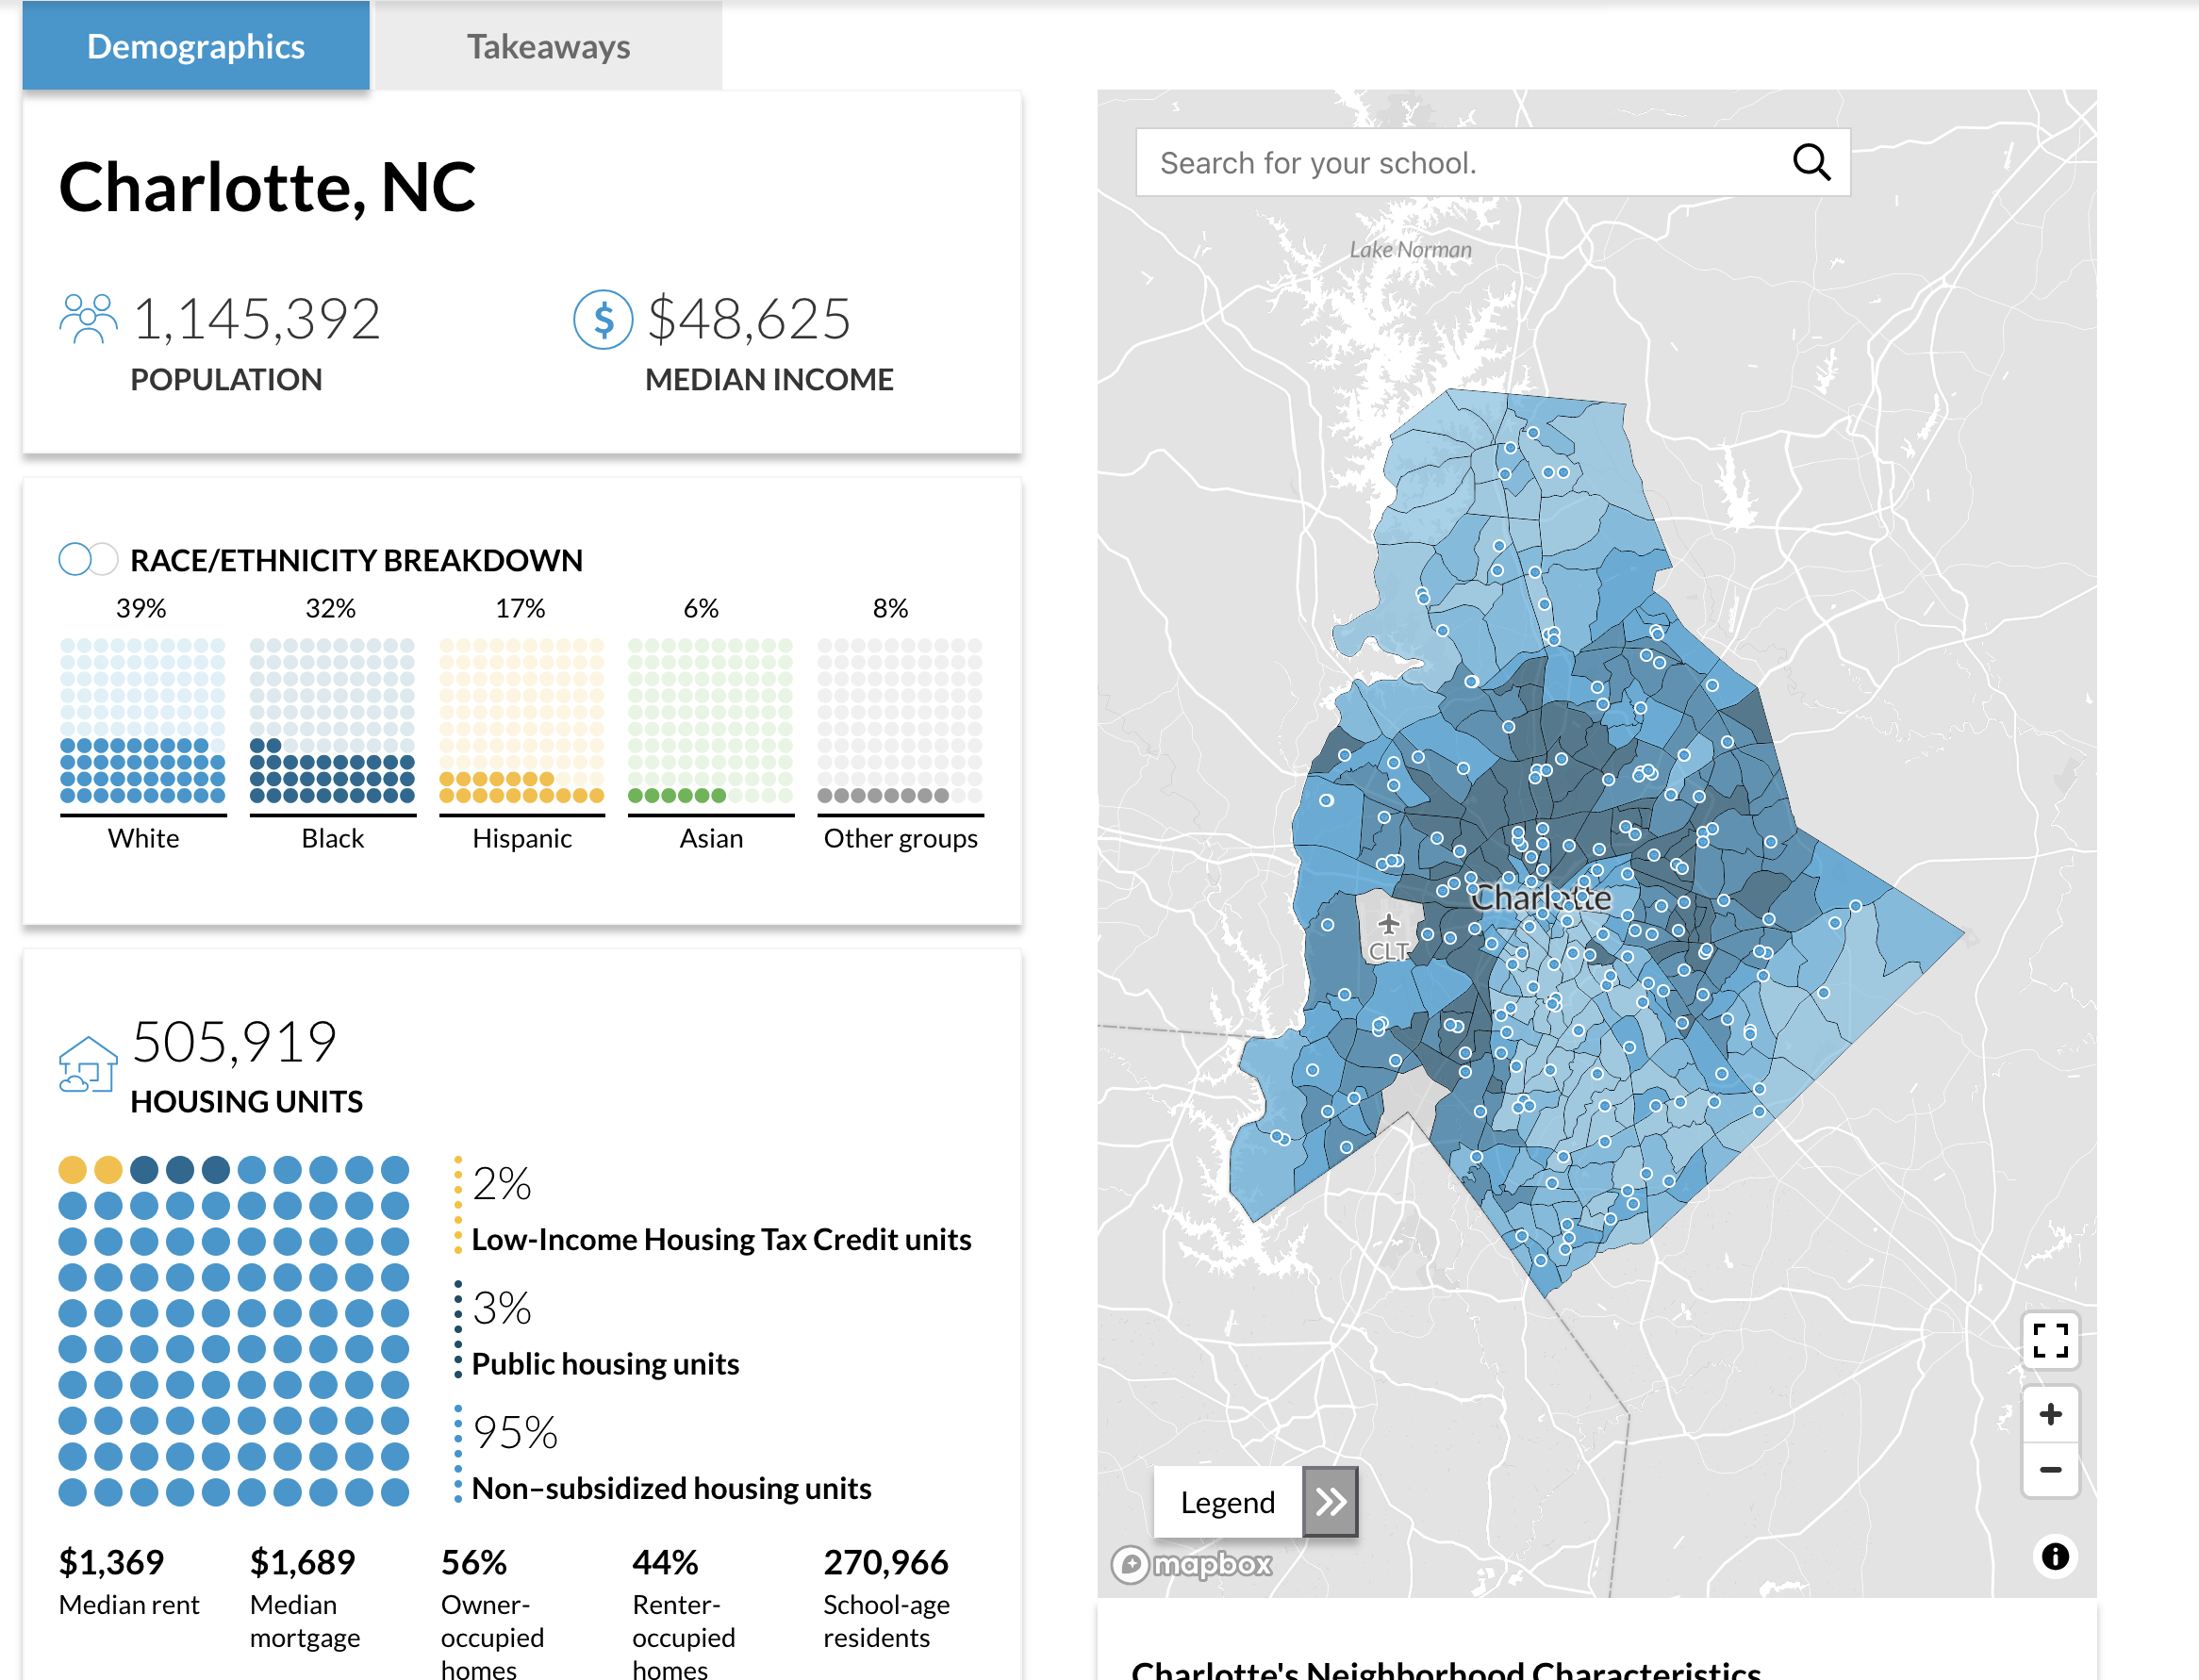 Demographics
Takeaways
Charlotte, NC
1,145,392
POPULATION
$48,625
MEDIAN INCOME
RACE/ETHNICITY BREAKDOWN
39%
32%
17%
6%
8%
White
Black
Hispanic
Asian
Other groups
505,919
HOUSING UNITS
2%
Low-Income Housing Tax Credit units
3%
Public housing units
95%
Non–subsidized housing units
$1,369
Median rent
$1,689
Median
mortgage
56%
Owner-
occupied
homes
44%
Renter-
occupied
homes
270,966
School-age
residents
Search for your school.
Lake Norman
Charlotte
CLT
Legend
mapbox
Charlotte's Neighborhood Characteristics